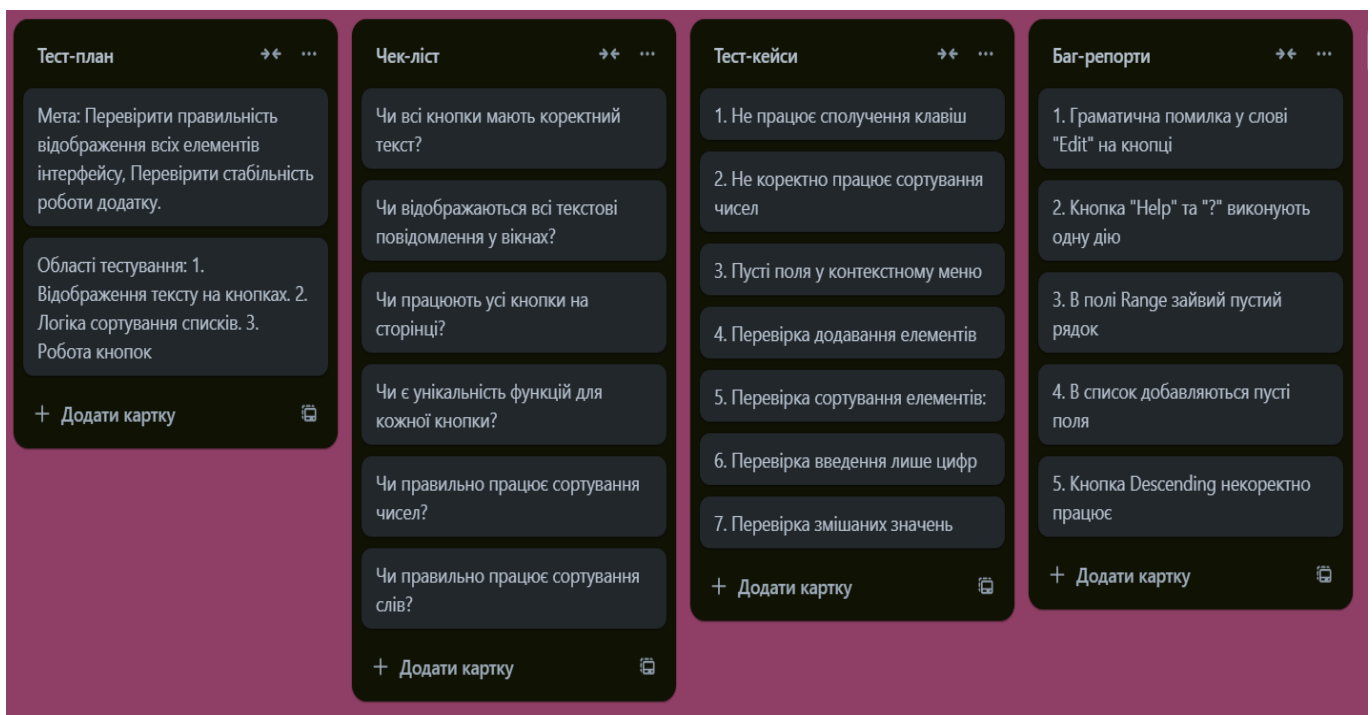 Тест-план
Мета: Перевірити правильність
відображення всіх елементів
інтерфейсу, Перевірити стабільність
роботи додатку.
Області тестування: 1.
Відображення тексту на кнопках. 2.
Логіка сортування списків. 3.
Робота кнопок
+ Додати картку
Чек-ліст
Чи всі кнопки мають коректний
текст?
Чи відображаються всі текстові
повідомлення у вікнах?
Чи працюють усі кнопки на
сторінці?
Чи є унікальність функцій для
кожної кнопки?
Чи правильно працює сортування
чисел?
Чи правильно працює сортування
слів?
+ Додати картку
Тест-кейси
1. Не працює сполучення клавіш
2. Не коректно працює сортування
чисел
3. Пусті поля у контекстному меню
4. Перевірка додавання елементів
5. Перевірка сортування елементів:
6. Перевірка введення лише цифр
7. Перевірка змішаних значень
+ Додати картку
Баг-репорти
1. Граматична помилка у слові
"Edit" на кнопці
2. Кнопка "Help" та "?" виконують
одну дію
3. В полі Range зайвий пустий
рядок
4. В список добавляються пусті
поля
5. Кнопка Descending некоректно
працює
+ Додати картку